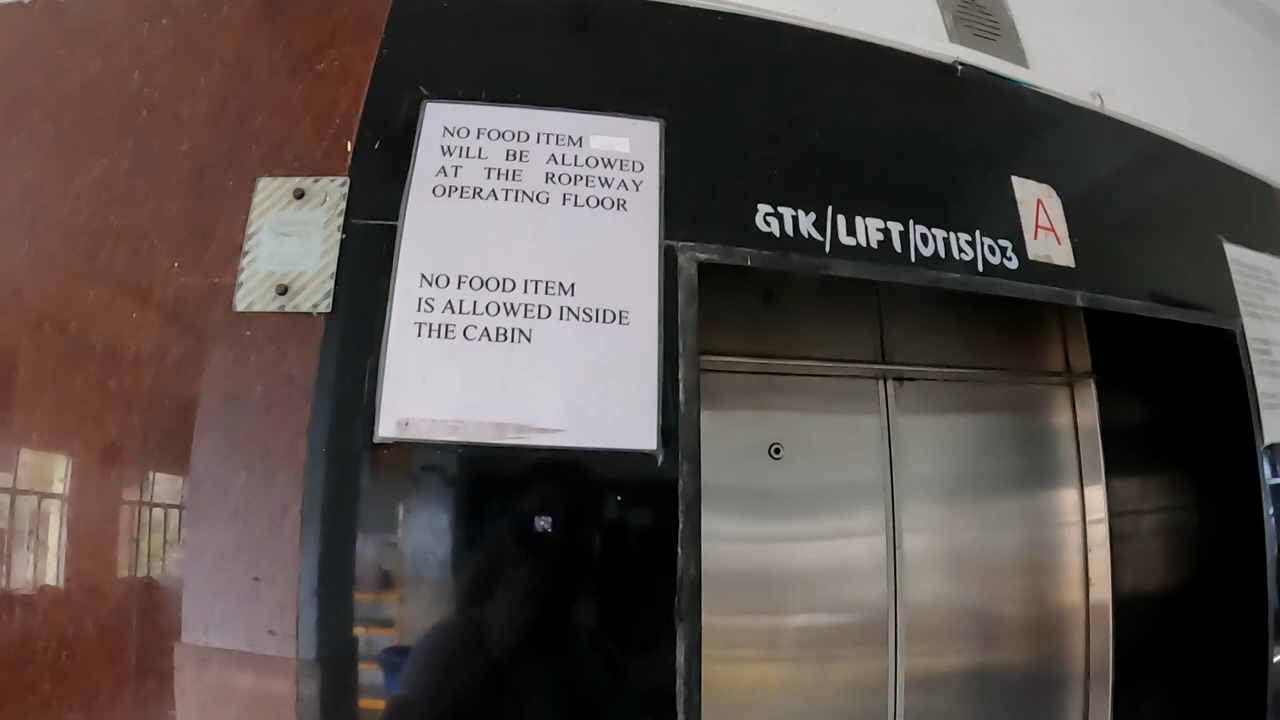 NO FOOD ITEM
WILL BE ALLOWED
AT THE ROPEWAY
OPERATING FLOOR
NO FOOD ITEM
IS ALLOWED INSIDE
THE CABIN
GTK/LIFT/OTIS/03
A